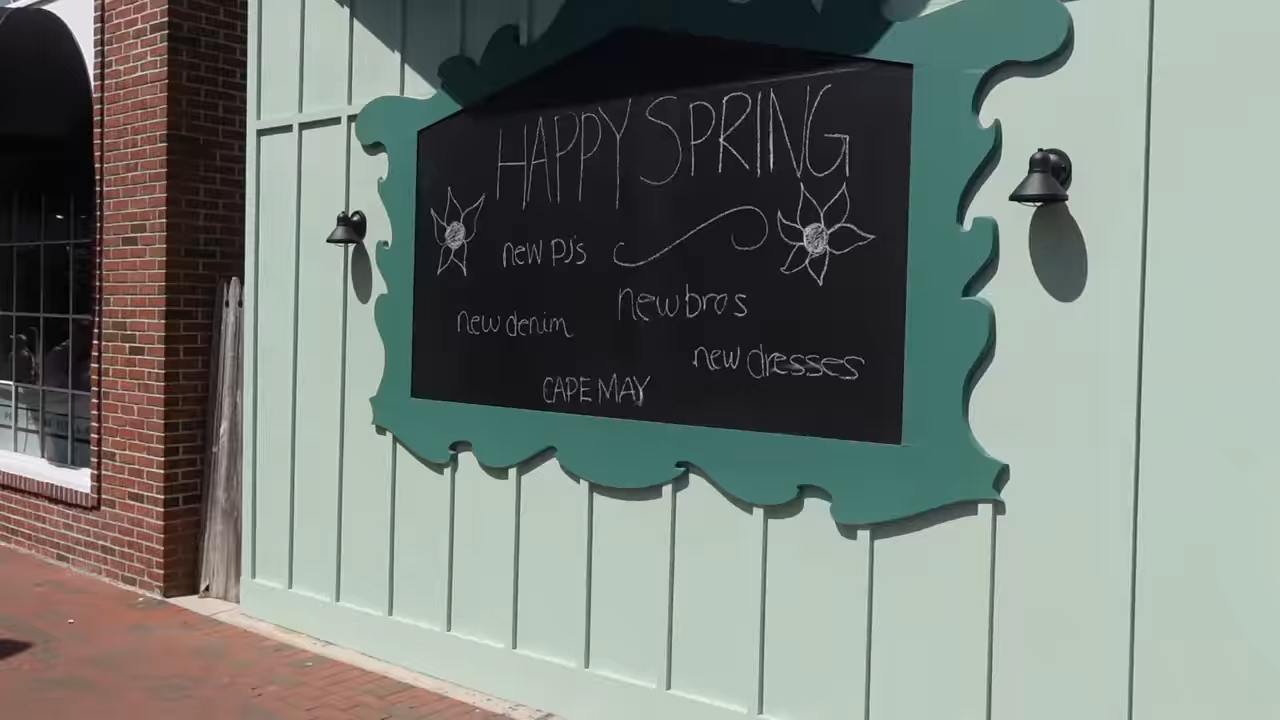 HAPPY SPRING
new PJ's
new bras
new denim
new dresses
CAPE MAY